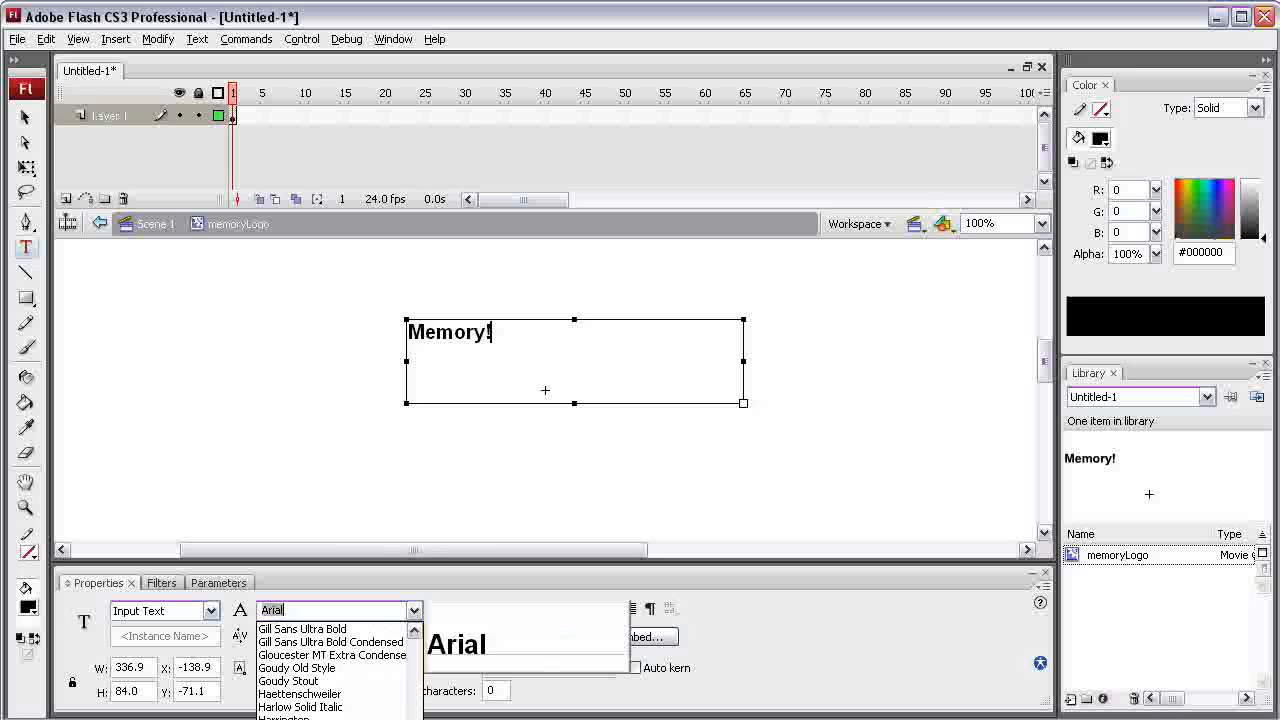 Adobe Flash CS3 Professional - [Untitled-1*]
File Edit View Insert Modify Text Commands Control Debug Window Help
Untitled-1*
1 5 10 15 20 25 30 35 40 45 50 55 60 65 70 75 80 85 90 95 100
Layer 1
1 24.0 fps 0.0s
Scene 1 memoryLogo Workspace 100%
Memory!
Color
Type: Solid
R: 0
G: 0
B: 0
Alpha: 100% #000000
Library
Untitled-1
One item in library
Memory!
Name Type
memoryLogo Movie
Properties Filters Parameters
T Input Text A Arial
<Instance Name>
W: 336.9 X: -138.9
H: 84.0 Y: -71.1
Gill Sans Ultra Bold
Gill Sans Ultra Bold Condensed
Gloucester MT Extra Condense
Goudy Old Style
Goudy Stout
Haettenschweiler
Harlow Solid Italic
Harrington
Arial
bed...
Auto kern
characters: 0